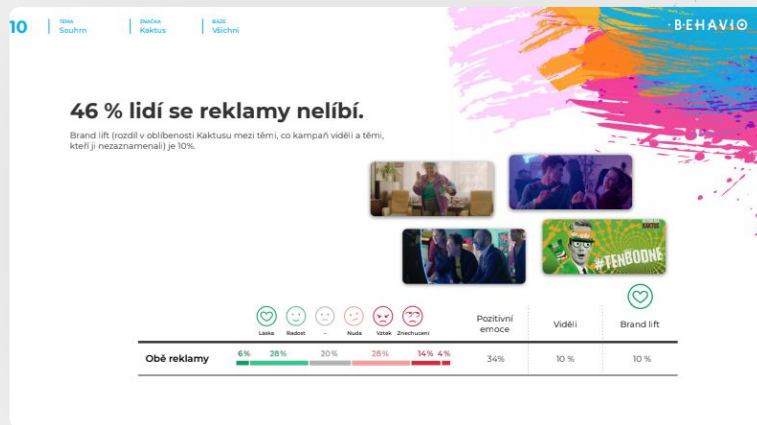 10
TÉMA
Souhrn
ZNAČKA
Kaktus
BÁZE
Všichni
BEHAVIO
46 % lidí se reklamy nelíbí.
Brand lift (rozdíl v oblíbenosti Kaktusu mezi těmi, co kampaň viděli a těmi,
kteří ji nezaznamenali) je 10%.
KAKTUS
#TENBODNE
Láska Radost – Nuda Vztek Znechucení
Pozitivní
emoce
Viděli
Brand lift
Obě reklamy
6% 28% 20% 28% 14% 4%
34%
10 %
10 %